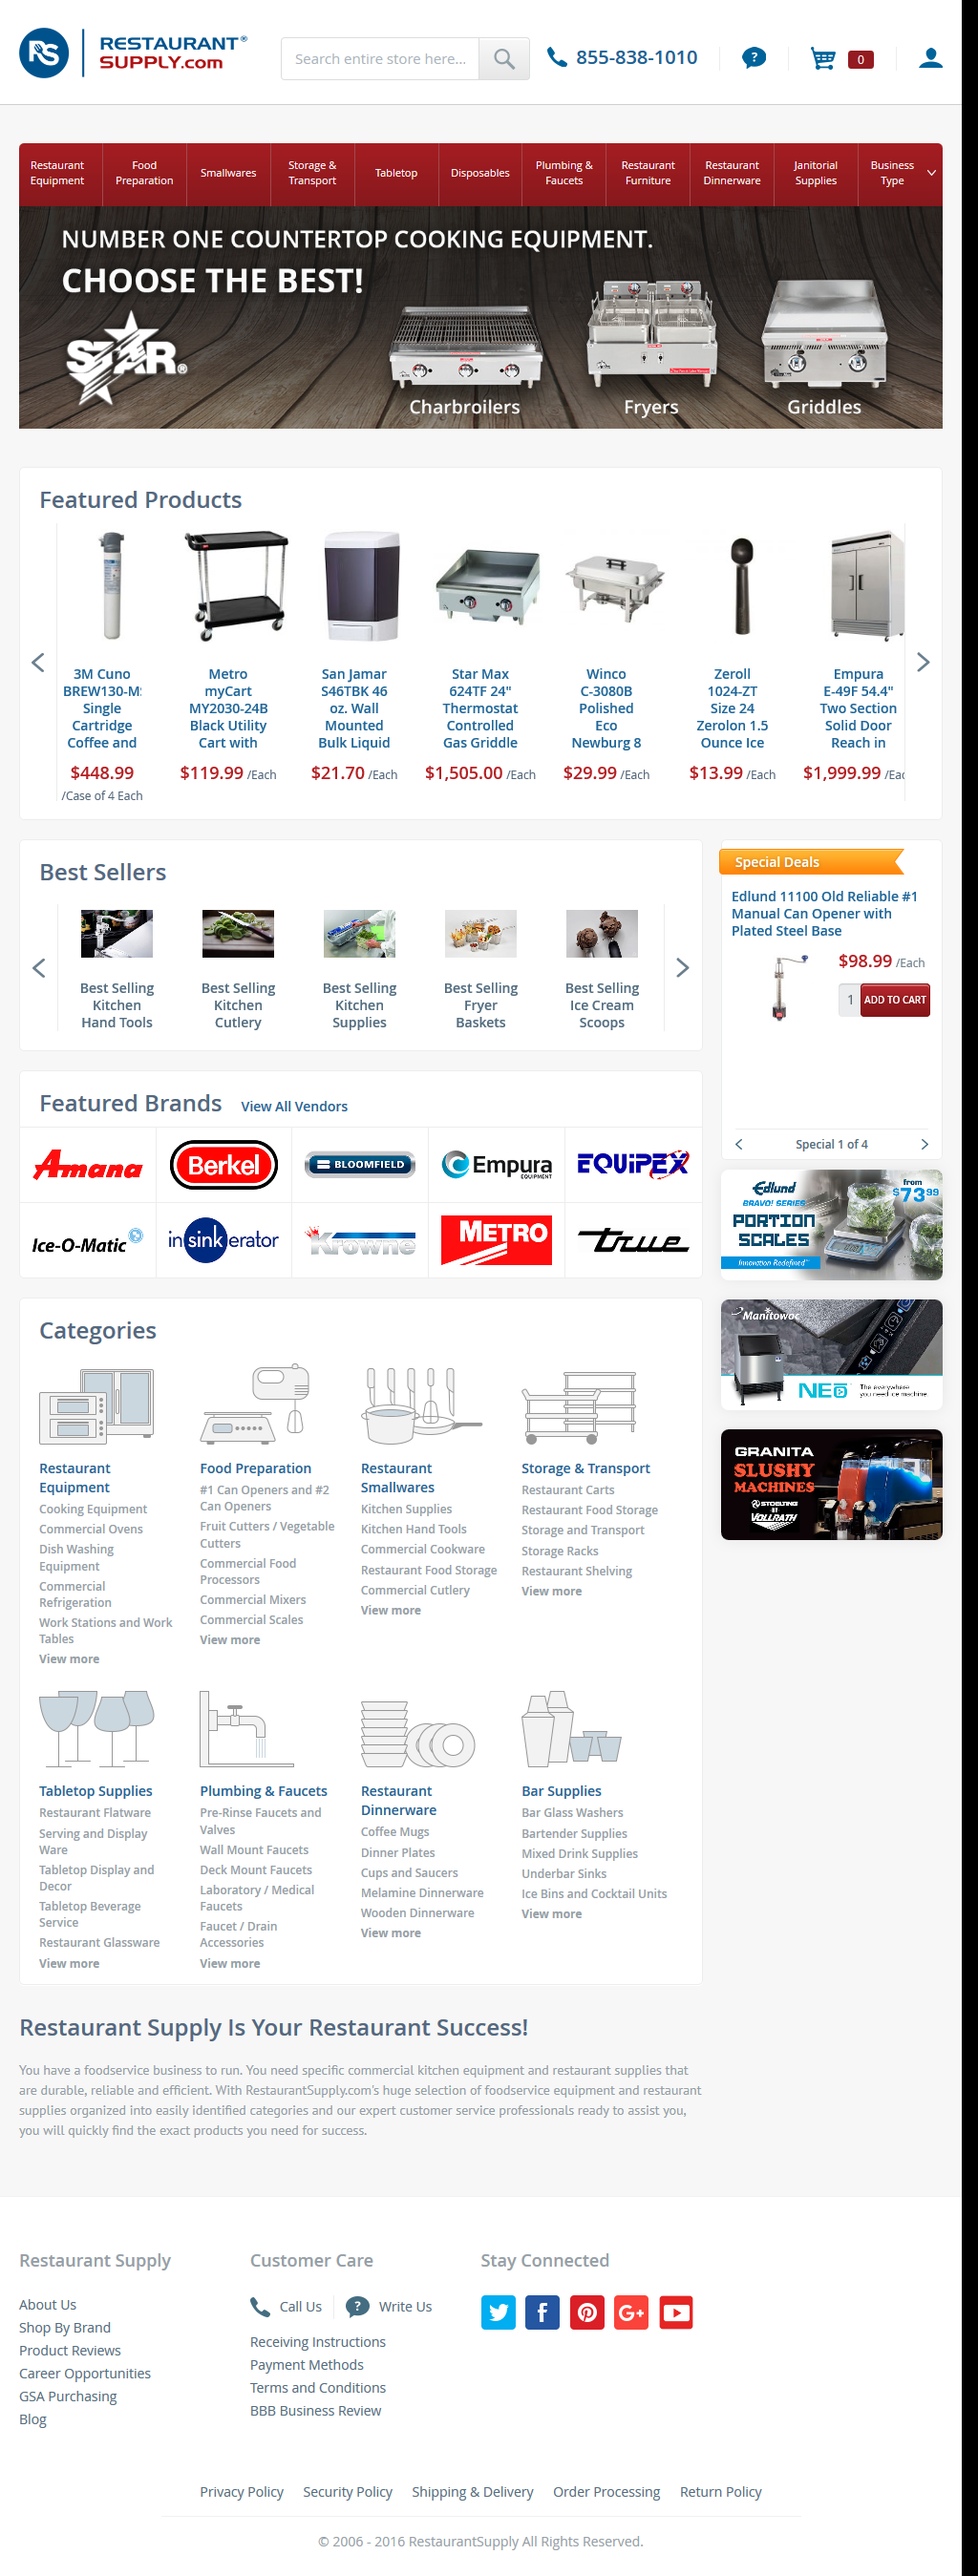 RS
RESTAURANT®
SUPPLY.com
Search entire store here...
855-838-1010
?
0
Restaurant
Equipment
Food
Preparation
Smallwares
Storage &
Transport
Tabletop
Disposables
Plumbing &
Faucets
Restaurant
Furniture
Restaurant
Dinnerware
Janitorial
Supplies
Business
Type
NUMBER ONE COUNTERTOP COOKING EQUIPMENT.
CHOOSE THE BEST!
STAR®
Charbroilers
Fryers
Griddles
Featured Products
3M Cuno
BREW130-M
Single
Cartridge
Coffee and
$448.99
/Case of 4 Each
Metro
myCart
MY2030-24B
Black Utility
Cart with
$119.99 /Each
San Jamar
S46TBK 46
oz. Wall
Mounted
Bulk Liquid
$21.70 /Each
Star Max
624TF 24"
Thermostat
Controlled
Gas Griddle
$1,505.00 /Each
Winco
C-3080B
Polished
Eco
Newburg 8
$29.99 /Each
Zeroll
1024-ZT
Size 24
Zerolon 1.5
Ounce Ice
$13.99 /Each
Empura
E-49F 54.4"
Two Section
Solid Door
Reach in
$1,999.99 /Eac
Best Sellers
Best Selling
Kitchen
Hand Tools
Best Selling
Kitchen
Cutlery
Best Selling
Kitchen
Supplies
Best Selling
Fryer
Baskets
Best Selling
Ice Cream
Scoops
Special Deals
Edlund 11100 Old Reliable #1
Manual Can Opener with
Plated Steel Base
$98.99 /Each
1 ADD TO CART
Special 1 of 4
Featured Brands View All Vendors
Amana
Berkel
BLOOMFIELD
Empura
EQUIPMENT
EQUIPEX
Ice-O-Matic
insinkerator
Krowne
METRO
true
Edlund
BRAVO! SERIES
PORTION
SCALES
Innovation Redefined
from
$73.99
Manitowoc
NEO
The everywhere
you need ice machine.
GRANITA
SLUSHY
MACHINES
STOELTING
BY
VOLLRATH
Categories
Restaurant
Equipment
Cooking Equipment
Commercial Ovens
Dish Washing
Equipment
Commercial
Refrigeration
Work Stations and Work
Tables
View more
Food Preparation
#1 Can Openers and #2
Can Openers
Fruit Cutters / Vegetable
Cutters
Commercial Food
Processors
Commercial Mixers
Commercial Scales
View more
Restaurant
Smallwares
Kitchen Supplies
Kitchen Hand Tools
Commercial Cookware
Restaurant Food Storage
Commercial Cutlery
View more
Storage & Transport
Restaurant Carts
Restaurant Food Storage
Storage and Transport
Storage Racks
Restaurant Shelving
View more
Tabletop Supplies
Restaurant Flatware
Serving and Display
Ware
Tabletop Display and
Decor
Tabletop Beverage
Service
Restaurant Glassware
View more
Plumbing & Faucets
Pre-Rinse Faucets and
Valves
Wall Mount Faucets
Deck Mount Faucets
Laboratory / Medical
Faucets
Faucet / Drain
Accessories
View more
Restaurant
Dinnerware
Coffee Mugs
Dinner Plates
Cups and Saucers
Melamine Dinnerware
Wooden Dinnerware
View more
Bar Supplies
Bar Glass Washers
Bartender Supplies
Mixed Drink Supplies
Underbar Sinks
Ice Bins and Cocktail Units
View more
Restaurant Supply Is Your Restaurant Success!
You have a foodservice business to run. You need specific commercial kitchen equipment and restaurant supplies that
are durable, reliable and efficient. With RestaurantSupply.com's huge selection of foodservice equipment and restaurant
supplies organized into easily identified categories and our expert customer service professionals ready to assist you,
you will quickly find the exact products you need for success.
Restaurant Supply
About Us
Shop By Brand
Product Reviews
Career Opportunities
GSA Purchasing
Blog
Customer Care
Call Us ? Write Us
Receiving Instructions
Payment Methods
Terms and Conditions
BBB Business Review
Stay Connected
f
G+
Privacy Policy Security Policy Shipping & Delivery Order Processing Return Policy
© 2006 - 2016 RestaurantSupply All Rights Reserved.